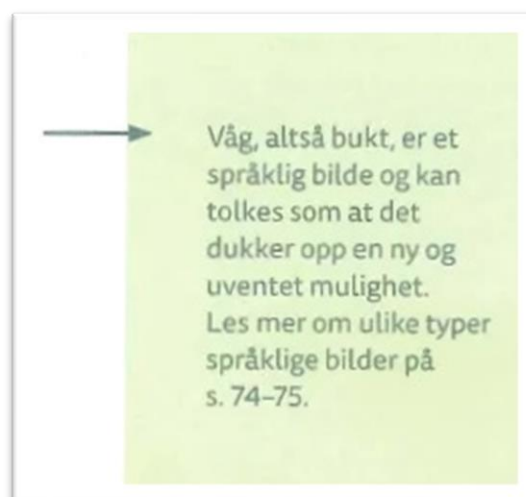 Våg, altså bukt, er et
språklig bilde og kan
tolkes som at det
dukker opp en ny og
uventet mulighet.
Les mer om ulike typer
språklige bilder på
s. 74–75.